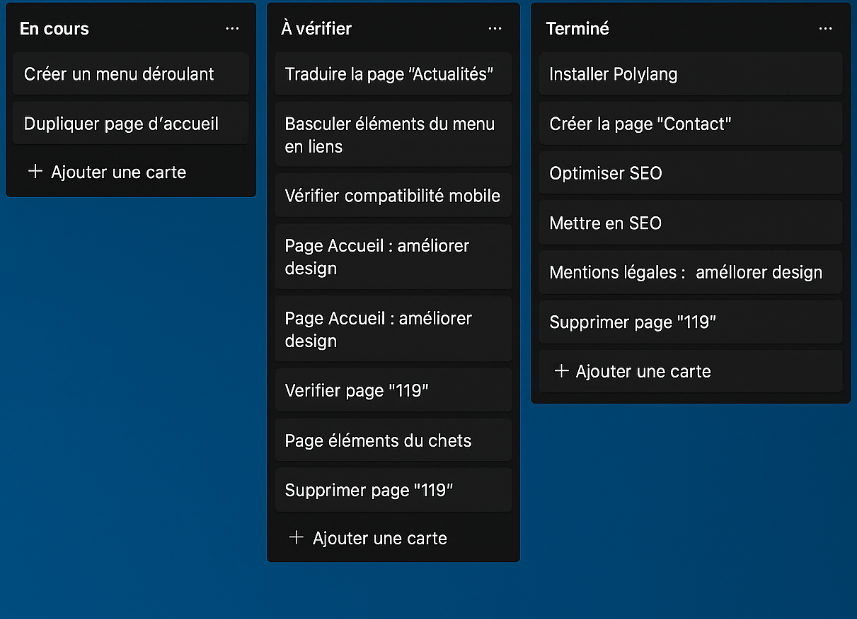 En cours
Créer un menu déroulant
Dupliquer page d’accueil
+ Ajouter une carte
À vérifier
Traduire la page “Actualités”
Basculer éléments du menu
en liens
Vérifier compatibilité mobile
Page Accueil : améliorer
design
Page Accueil : améliorer
design
Verifier page "119"
Page éléments du chets
Supprimer page "119"
+ Ajouter une carte
Terminé
Installer Polylang
Créer la page "Contact"
Optimiser SEO
Mettre en SEO
Mentions légales : améllorer design
Supprimer page "119"
+ Ajouter une carte